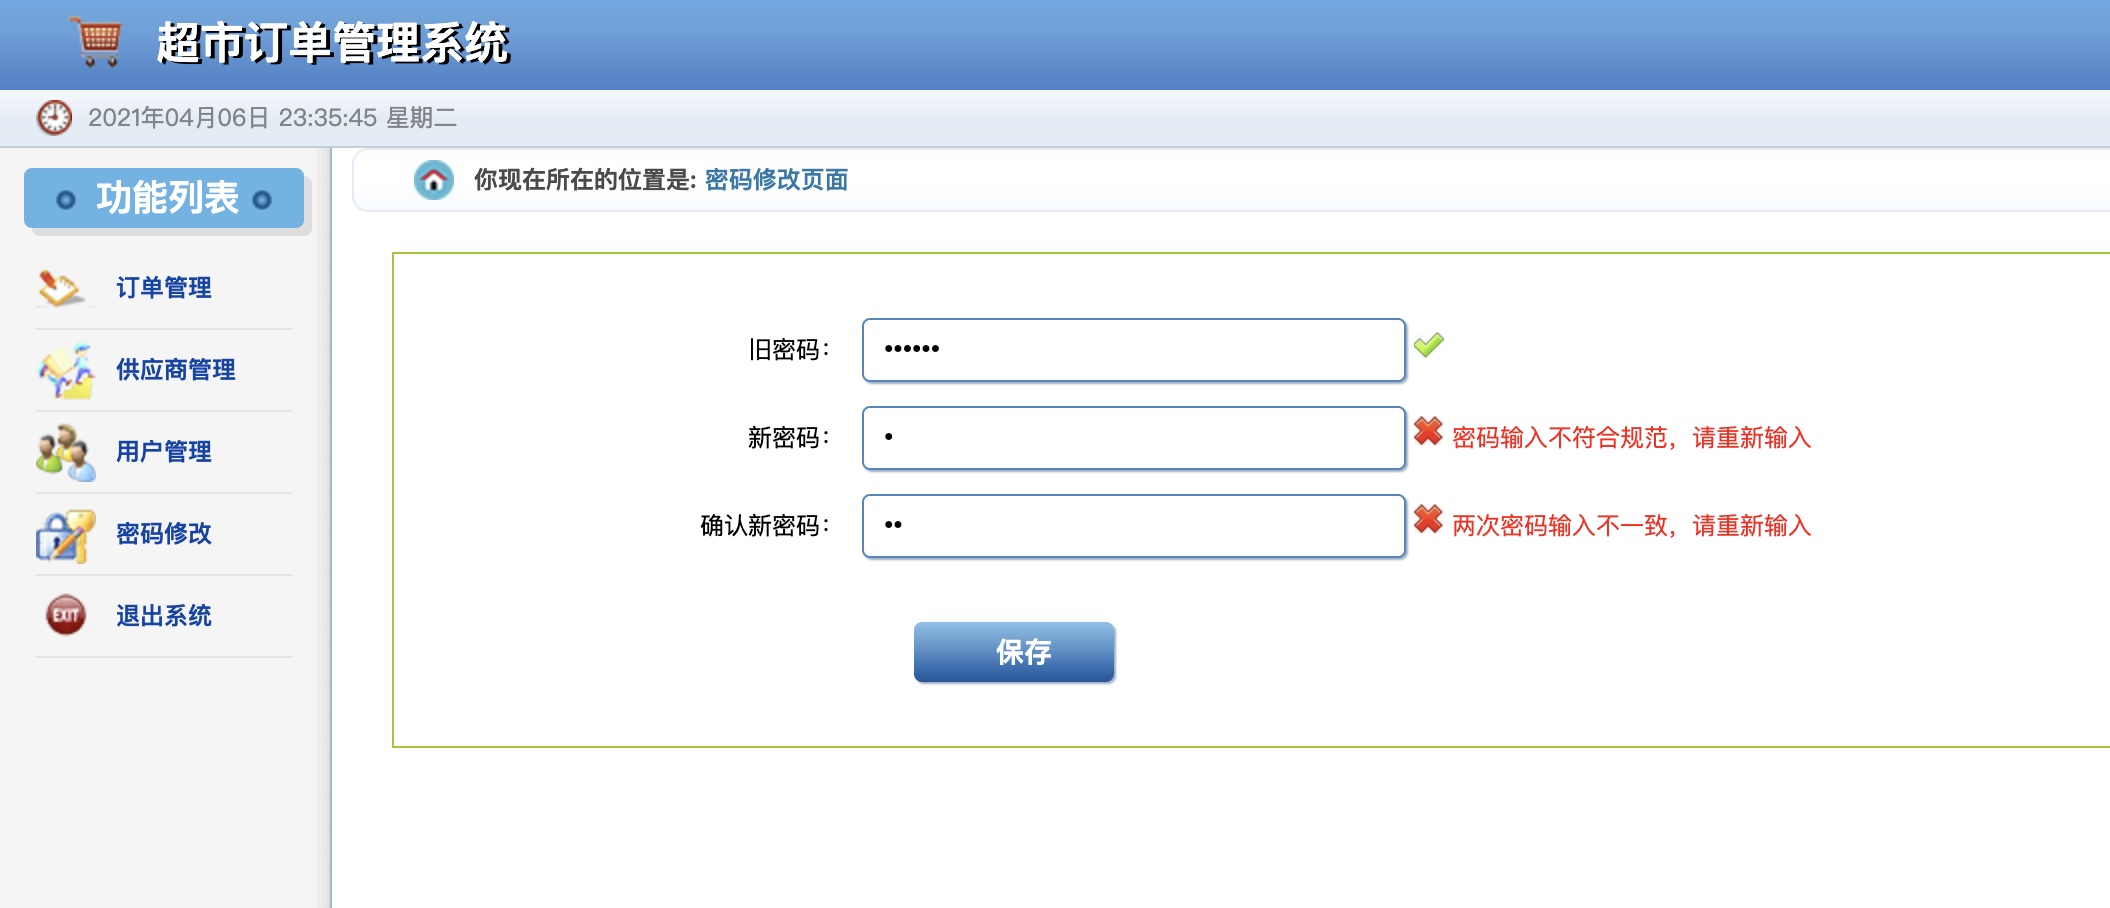 超市订单管理系统
2021年04月06日 23:35:45 星期二
功能列表
你现在所在的位置是: 密码修改页面
订单管理
供应商管理
用户管理
密码修改
EXIT 退出系统
旧密码： ••••••
新密码： • 密码输入不符合规范，请重新输入
确认新密码： •• 两次密码输入不一致，请重新输入
保存